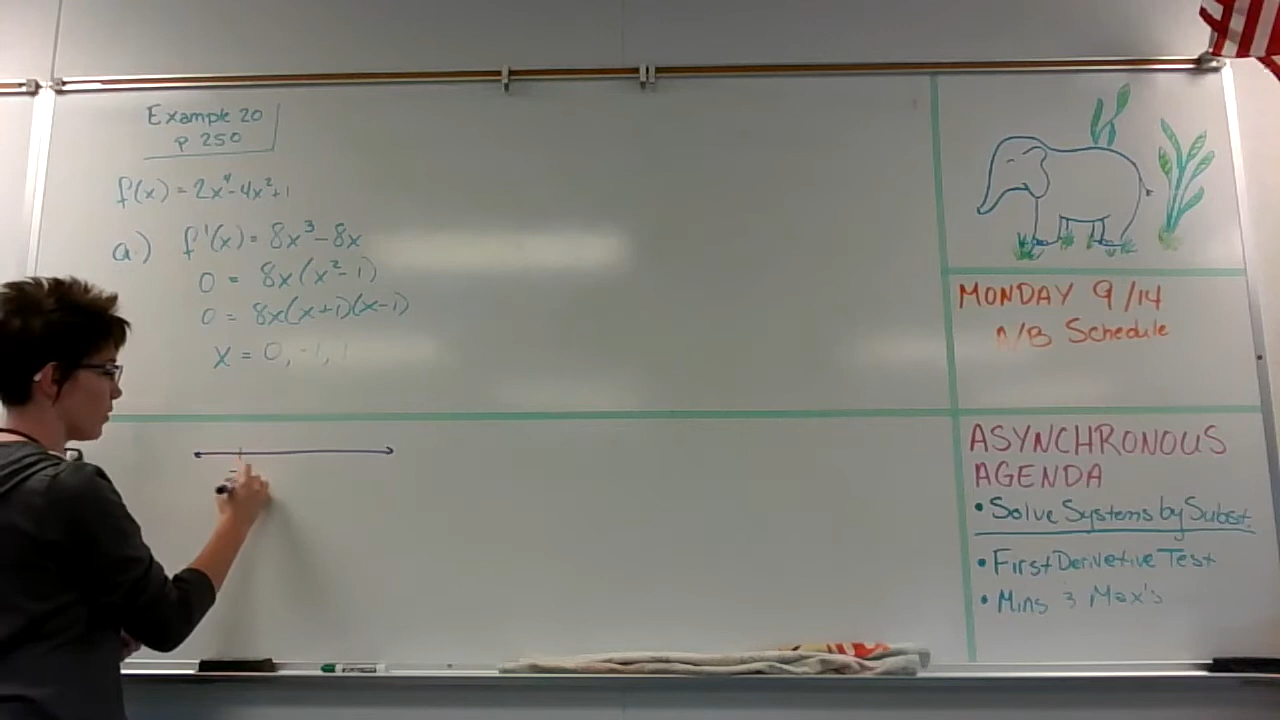 Example 20
p 250
f(x) = 2x⁴-4x²+1
a.) f'(x) = 8x³-8x
0 = 8x(x²-1)
0 = 8x(x+1)(x-1)
x = 0, -1, 1
MONDAY 9/14
A/B Schedule
ASYNCHRONOUS
AGENDA
• Solve Systems by Subst.
• First Derivetive Test
• Mins & Max's